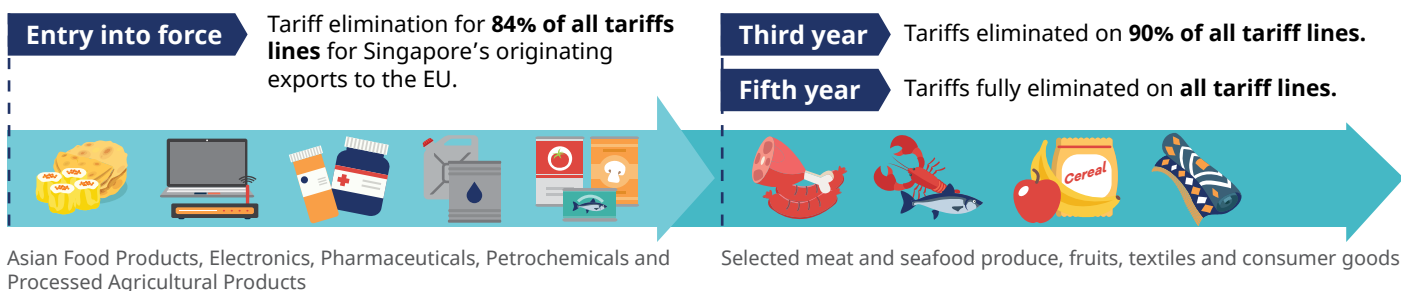 Entry into force
Tariff elimination for 84% of all tariffs
lines for Singapore's originating
exports to the EU.
Third year
Tariffs eliminated on 90% of all tariff lines.
Fifth year
Tariffs fully eliminated on all tariff lines.
Cereal
Asian Food Products, Electronics, Pharmaceuticals, Petrochemicals and
Processed Agricultural Products
Selected meat and seafood produce, fruits, textiles and consumer goods